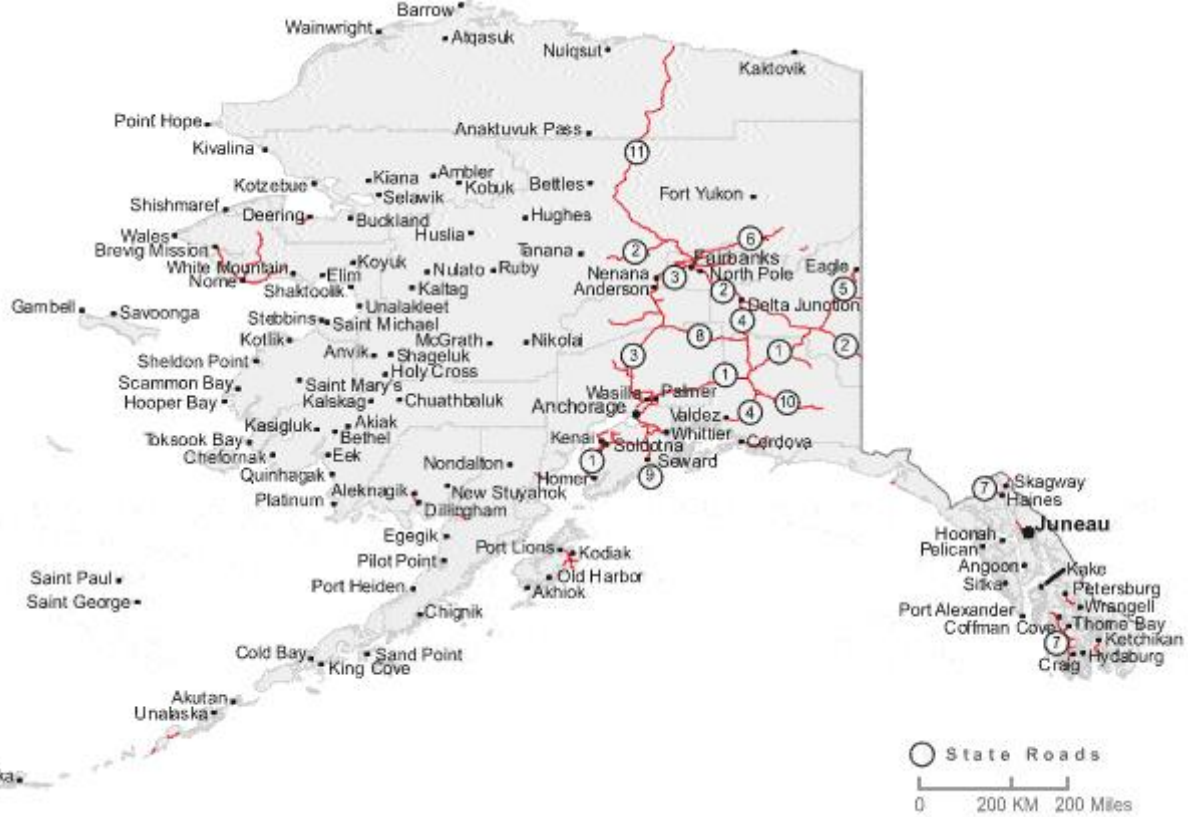 Barrow
Wainwright
Atqasuk
Nuiqsut
Kaktovik
Point Hope
Anaktuvuk Pass
Kivalina
11
Kotzebue
Kiana
Ambler
Kobuk
Selawik
Bettles
Fort Yukon
Shishmaref
Deering
Buckland
Hughes
Wales
Huslia
6
Brevig Mission
Tanana
2
Fairbanks
White Mountain
Koyuk
Nulato
Ruby
Nenana
3
North Pole
Eagle
Nome
Elim
Shaktoolik
Kaltag
Anderson
2
5
Gambell
Savoonga
Unalakleet
Delta Junction
Stebbins
Saint Michael
4
Kotlik
McGrath
Nikolai
8
1
2
Sheldon Point
Anvik
Shageluk
3
Holy Cross
1
Scammon Bay
Saint Mary's
Wasilla
Palmer
Hooper Bay
Kalskag
Chuathbaluk
Anchorage
10
Valdez
4
Kasigluk
Akiak
Bethel
Kenai
Whittier
Toksook Bay
Soldotna
Cordova
Chefornak
Eek
Nondalton
1
Seward
Quinhagak
Homer
9
Platinum
Aleknagik
New Stuyahok
Dillingham
7
Skagway
Haines
Egegik
Juneau
Hoonah
Port Lions
Kodiak
Pelican
Pilot Point
Angoon
Kake
Saint Paul
Old Harbor
Sitka
Port Heiden
Akhiok
Petersburg
Saint George
Wrangell
Chignik
Port Alexander
Coffman Cove
Thorne Bay
7
Ketchikan
Cold Bay
Sand Point
Hydaburg
King Cove
Craig
Akutan
Unalaska
State Roads
ka
0 200 KM 200 Miles